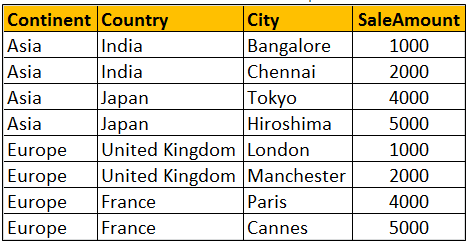 Continent Country City SaleAmount
Asia India Bangalore 1000
Asia India Chennai 2000
Asia Japan Tokyo 4000
Asia Japan Hiroshima 5000
Europe United Kingdom London 1000
Europe United Kingdom Manchester 2000
Europe France Paris 4000
Europe France Cannes 5000